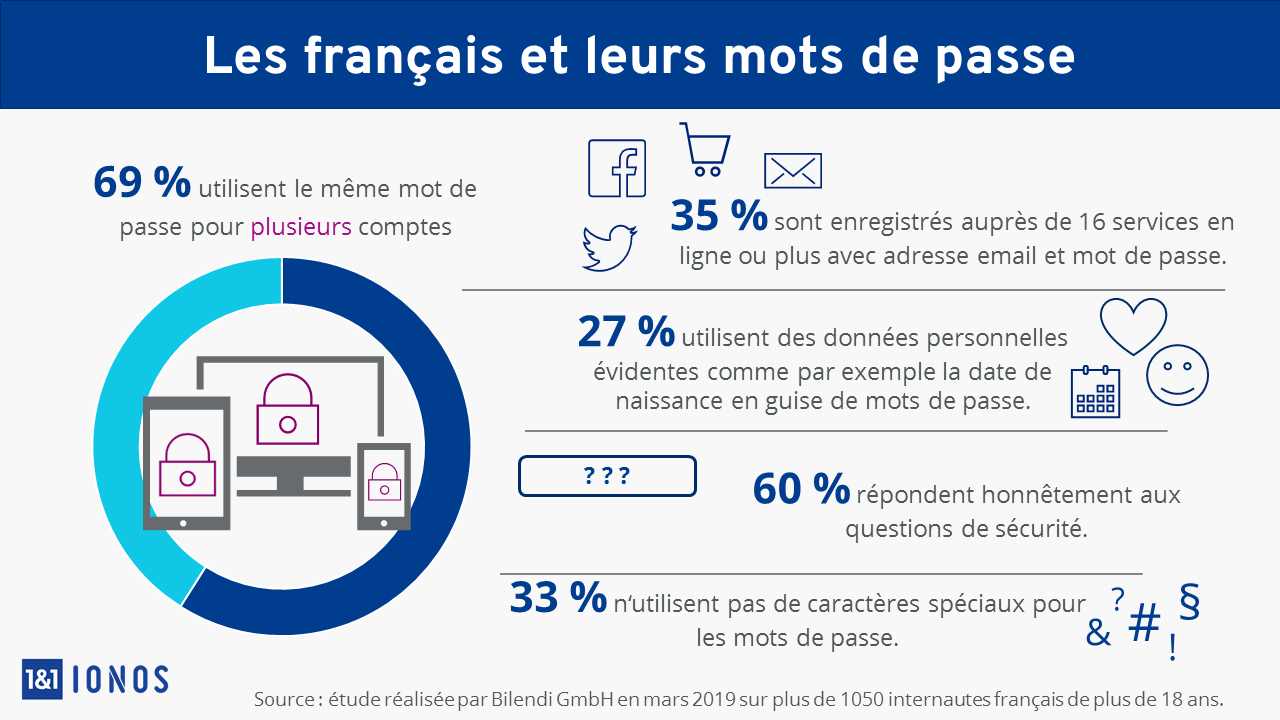 Les français et leurs mots de passe
69 % utilisent le même mot de
passe pour plusieurs comptes
35 % sont enregistrés auprès de 16 services en
ligne ou plus avec adresse email et mot de passe.
27 % utilisent des données personnelles
évidentes comme par exemple la date de
naissance en guise de mots de passe.
? ? ?
60 % répondent honnêtement aux
questions de sécurité.
33 % n‘utilisent pas de caractères spéciaux pour
les mots de passe.
? & # § !
1&1 IONOS
Source : étude réalisée par Bilendi GmbH en mars 2019 sur plus de 1050 internautes français de plus de 18 ans.